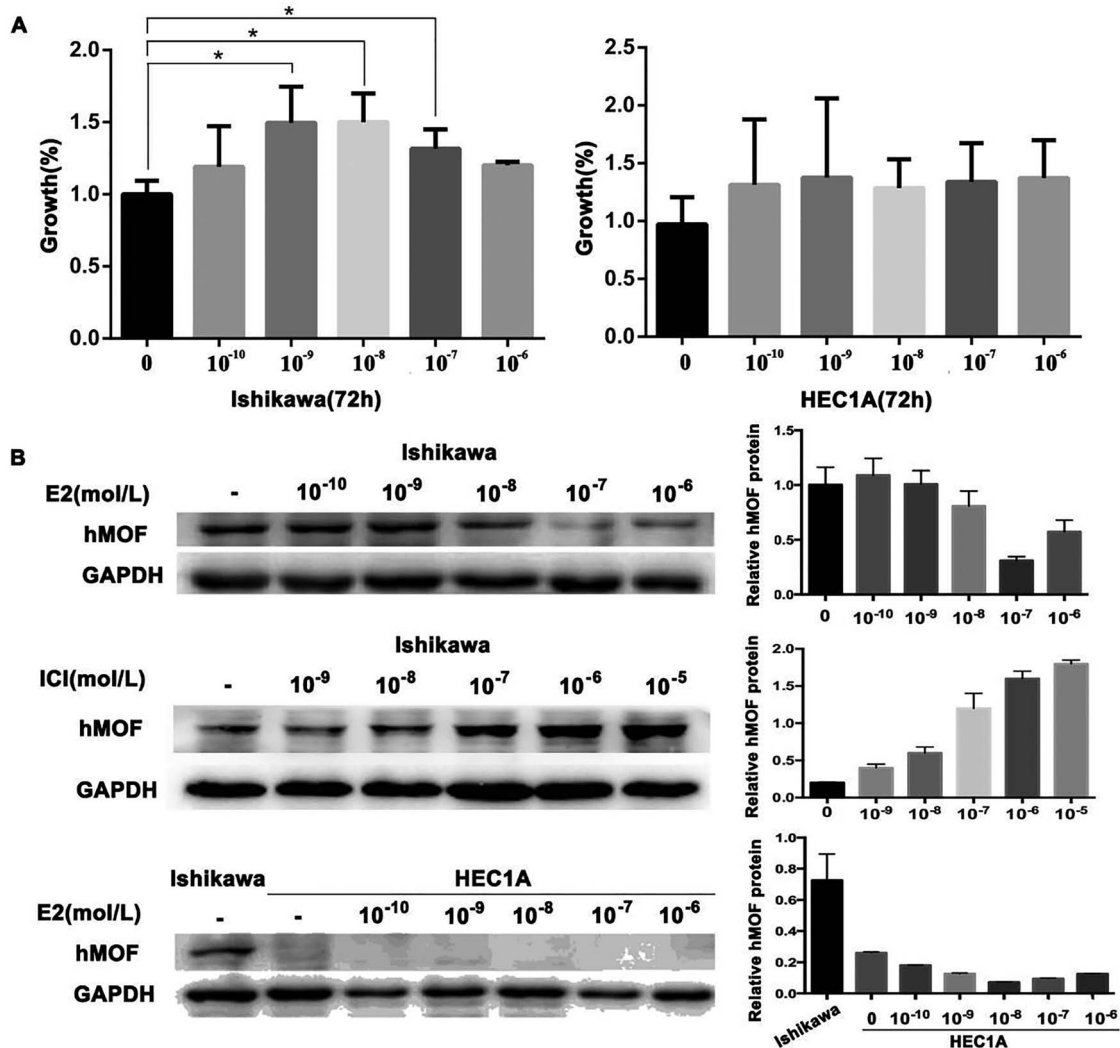 A
* 
*
*
Growth(%)
2.0
1.5
1.0
0.5
0.0
0 10⁻¹⁰ 10⁻⁹ 10⁻⁸ 10⁻⁷ 10⁻⁶
Ishikawa(72h)
Growth(%)
2.5
2.0
1.5
1.0
0.5
0.0
0 10⁻¹⁰ 10⁻⁹ 10⁻⁸ 10⁻⁷ 10⁻⁶
HEC1A(72h)
B
Ishikawa
E2(mol/L) - 10⁻¹⁰ 10⁻⁹ 10⁻⁸ 10⁻⁷ 10⁻⁶
hMOF
GAPDH
Relative hMOF protein
1.5
1.0
0.5
0.0
0 10⁻¹⁰ 10⁻⁹ 10⁻⁸ 10⁻⁷ 10⁻⁶
Ishikawa
ICI(mol/L) - 10⁻⁹ 10⁻⁸ 10⁻⁷ 10⁻⁶ 10⁻⁵
hMOF
GAPDH
Relative hMOF protein
2.0
1.5
1.0
0.5
0.0
0 10⁻⁹ 10⁻⁸ 10⁻⁷ 10⁻⁶ 10⁻⁵
Ishikawa HEC1A
E2(mol/L) - - 10⁻¹⁰ 10⁻⁹ 10⁻⁸ 10⁻⁷ 10⁻⁶
hMOF
GAPDH
Relative hMOF protein
0.8
0.6
0.4
0.2
0.0
Ishikawa 0 10⁻¹⁰ 10⁻⁹ 10⁻⁸ 10⁻⁷ 10⁻⁶
HEC1A